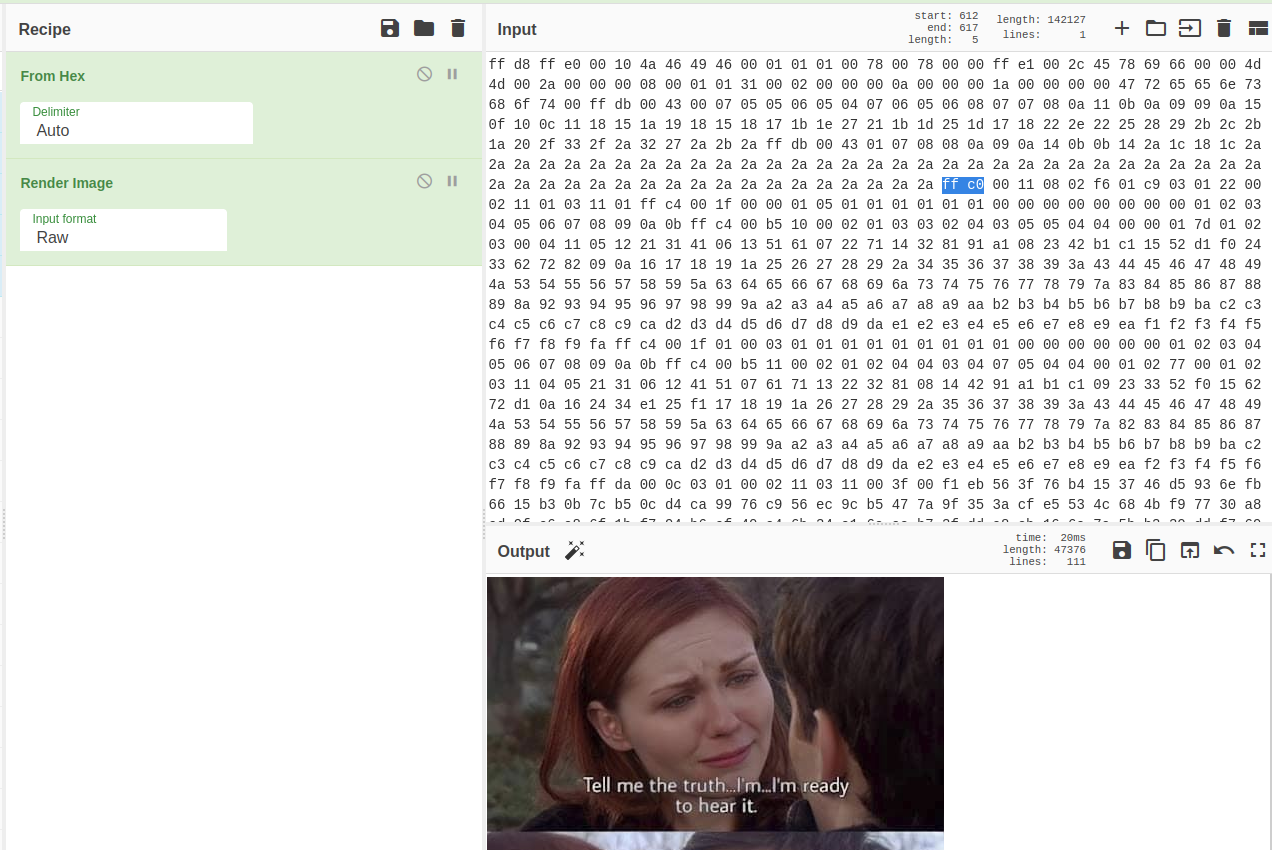 Recipe
From Hex
Delimiter
Auto
Render Image
Input format
Raw
Input
start: 612
end: 617
length: 5
length: 142127
lines: 1
ff d8 ff e0 00 10 4a 46 49 46 00 01 01 01 00 78 00 78 00 00 ff e1 00 2c 45 78 69 66 00 00 4d
4d 00 2a 00 00 00 08 00 01 01 31 00 02 00 00 00 0a 00 00 00 1a 00 00 00 00 47 72 65 65 6e 73
68 6f 74 00 ff db 00 43 00 07 05 05 06 05 04 07 06 05 06 08 07 07 08 0a 11 0b 0a 09 09 0a 15
0f 10 0c 11 18 15 1a 19 18 15 18 17 1b 1e 27 21 1b 1d 25 1d 17 18 22 2e 22 25 28 29 2b 2c 2b
1a 20 2f 33 2f 2a 32 27 2a 2b 2a ff db 00 43 01 07 08 08 0a 09 0a 14 0b 0b 14 2a 1c 18 1c 2a
2a 2a 2a 2a 2a 2a 2a 2a 2a 2a 2a 2a 2a 2a 2a 2a 2a 2a 2a 2a 2a 2a 2a 2a 2a 2a 2a 2a 2a 2a 2a
2a 2a 2a 2a 2a 2a 2a 2a 2a 2a 2a 2a 2a 2a 2a 2a 2a 2a ff c0 00 11 08 02 f6 01 c9 03 01 22 00
02 11 01 03 11 01 ff c4 00 1f 00 00 01 05 01 01 01 01 01 01 00 00 00 00 00 00 00 00 01 02 03
04 05 06 07 08 09 0a 0b ff c4 00 b5 10 00 02 01 03 03 02 04 03 05 05 04 04 00 00 01 7d 01 02
03 00 04 11 05 12 21 31 41 06 13 51 61 07 22 71 14 32 81 91 a1 08 23 42 b1 c1 15 52 d1 f0 24
33 62 72 82 09 0a 16 17 18 19 1a 25 26 27 28 29 2a 34 35 36 37 38 39 3a 43 44 45 46 47 48 49
4a 53 54 55 56 57 58 59 5a 63 64 65 66 67 68 69 6a 73 74 75 76 77 78 79 7a 83 84 85 86 87 88
89 8a 92 93 94 95 96 97 98 99 9a a2 a3 a4 a5 a6 a7 a8 a9 aa b2 b3 b4 b5 b6 b7 b8 b9 ba c2 c3
c4 c5 c6 c7 c8 c9 ca d2 d3 d4 d5 d6 d7 d8 d9 da e1 e2 e3 e4 e5 e6 e7 e8 e9 ea f1 f2 f3 f4 f5
f6 f7 f8 f9 fa ff c4 00 1f 01 00 03 01 01 01 01 01 01 01 01 01 00 00 00 00 00 00 01 02 03 04
05 06 07 08 09 0a 0b ff c4 00 b5 11 00 02 01 02 04 04 03 04 07 05 04 04 00 01 02 77 00 01 02
03 11 04 05 21 31 06 12 41 51 07 61 71 13 22 32 81 08 14 42 91 a1 b1 c1 09 23 33 52 f0 15 62
72 d1 0a 16 24 34 e1 25 f1 17 18 19 1a 26 27 28 29 2a 35 36 37 38 39 3a 43 44 45 46 47 48 49
4a 53 54 55 56 57 58 59 5a 63 64 65 66 67 68 69 6a 73 74 75 76 77 78 79 7a 82 83 84 85 86 87
88 89 8a 92 93 94 95 96 97 98 99 9a a2 a3 a4 a5 a6 a7 a8 a9 aa b2 b3 b4 b5 b6 b7 b8 b9 ba c2
c3 c4 c5 c6 c7 c8 c9 ca d2 d3 d4 d5 d6 d7 d8 d9 da e2 e3 e4 e5 e6 e7 e8 e9 ea f2 f3 f4 f5 f6
f7 f8 f9 fa ff da 00 0c 03 01 00 02 11 03 11 00 3f 00 f1 eb 56 3f 76 b4 15 37 46 d5 93 6e fb
66 15 b3 0b 7c b5 0c d4 ca 99 76 c9 56 ec 9c b5 47 7a 9f 35 3a cf e5 53 4c 68 4b f9 77 30 a8
Output
time: 20ms
length: 47376
lines: 111
Tell me the truth...I'm...I'm ready
to hear it.